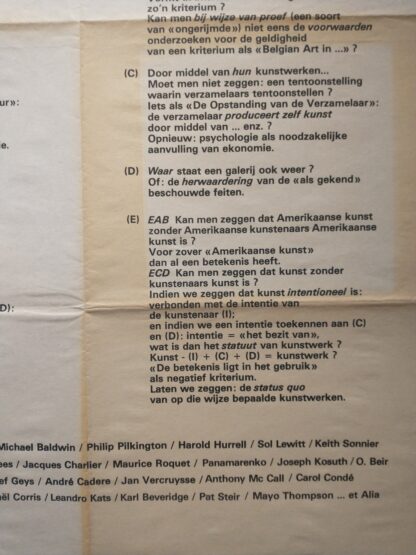 zo'n kriterium ?
Kan men bij wijze van proef (een soort
van «ongerijmde») niet eens de voorwaarden
onderzoeken voor de geldigheid
van een kriterium als «Belgian Art in ...» ?
(C) Door middel van hun kunstwerken...
Moet men niet zeggen: een tentoonstelling
waarin verzamelaars tentoonstellen ?
Iets als «De Opstanding van de Verzamelaar»:
de verzamelaar produceert zelf kunst
door middel van ... enz. ?
Opnieuw: psychologie als noodzakelijke
aanvulling van ekonomie.
ur»:
e.
(D) Waar staat een galerij ook weer ?
Of: de herwaardering van de «als gekend»
beschouwde feiten.
(E) EAB Kan men zeggen dat Amerikaanse kunst
zonder Amerikaanse kunstenaars Amerikaanse
kunst is ?
Voor zover «Amerikaanse kunst»
dan al een betekenis heeft.
ECD Kan men zeggen dat kunst zonder
kunstenaars kunst is ?
Indien we zeggen dat kunst intentioneel is:
verbonden met de intentie van
de kunstenaar (I);
en indien we een intentie toekennen aan (C)
en (D): intentie = «het bezit van»,
wat is dan het statuut van kunstwerk ?
Kunst - (I) + (C) + (D) = kunstwerk ?
«De betekenis ligt in het gebruik»
als negatief kriterium.
Laten we zeggen: de status quo
van op die wijze bepaalde kunstwerken.
D):
Michael Baldwin / Philip Pilkington / Harold Hurrell / Sol Lewitt / Keith Sonnier
ees / Jacques Charlier / Maurice Roquet / Panamarenko / Joseph Kosuth / O. Beir
ef Geys / André Cadere / Jan Vercruysse / Anthony Mc Call / Carol Condé
ël Corris / Leandro Kats / Karl Beveridge / Pat Steir / Mayo Thompson ... et Alia